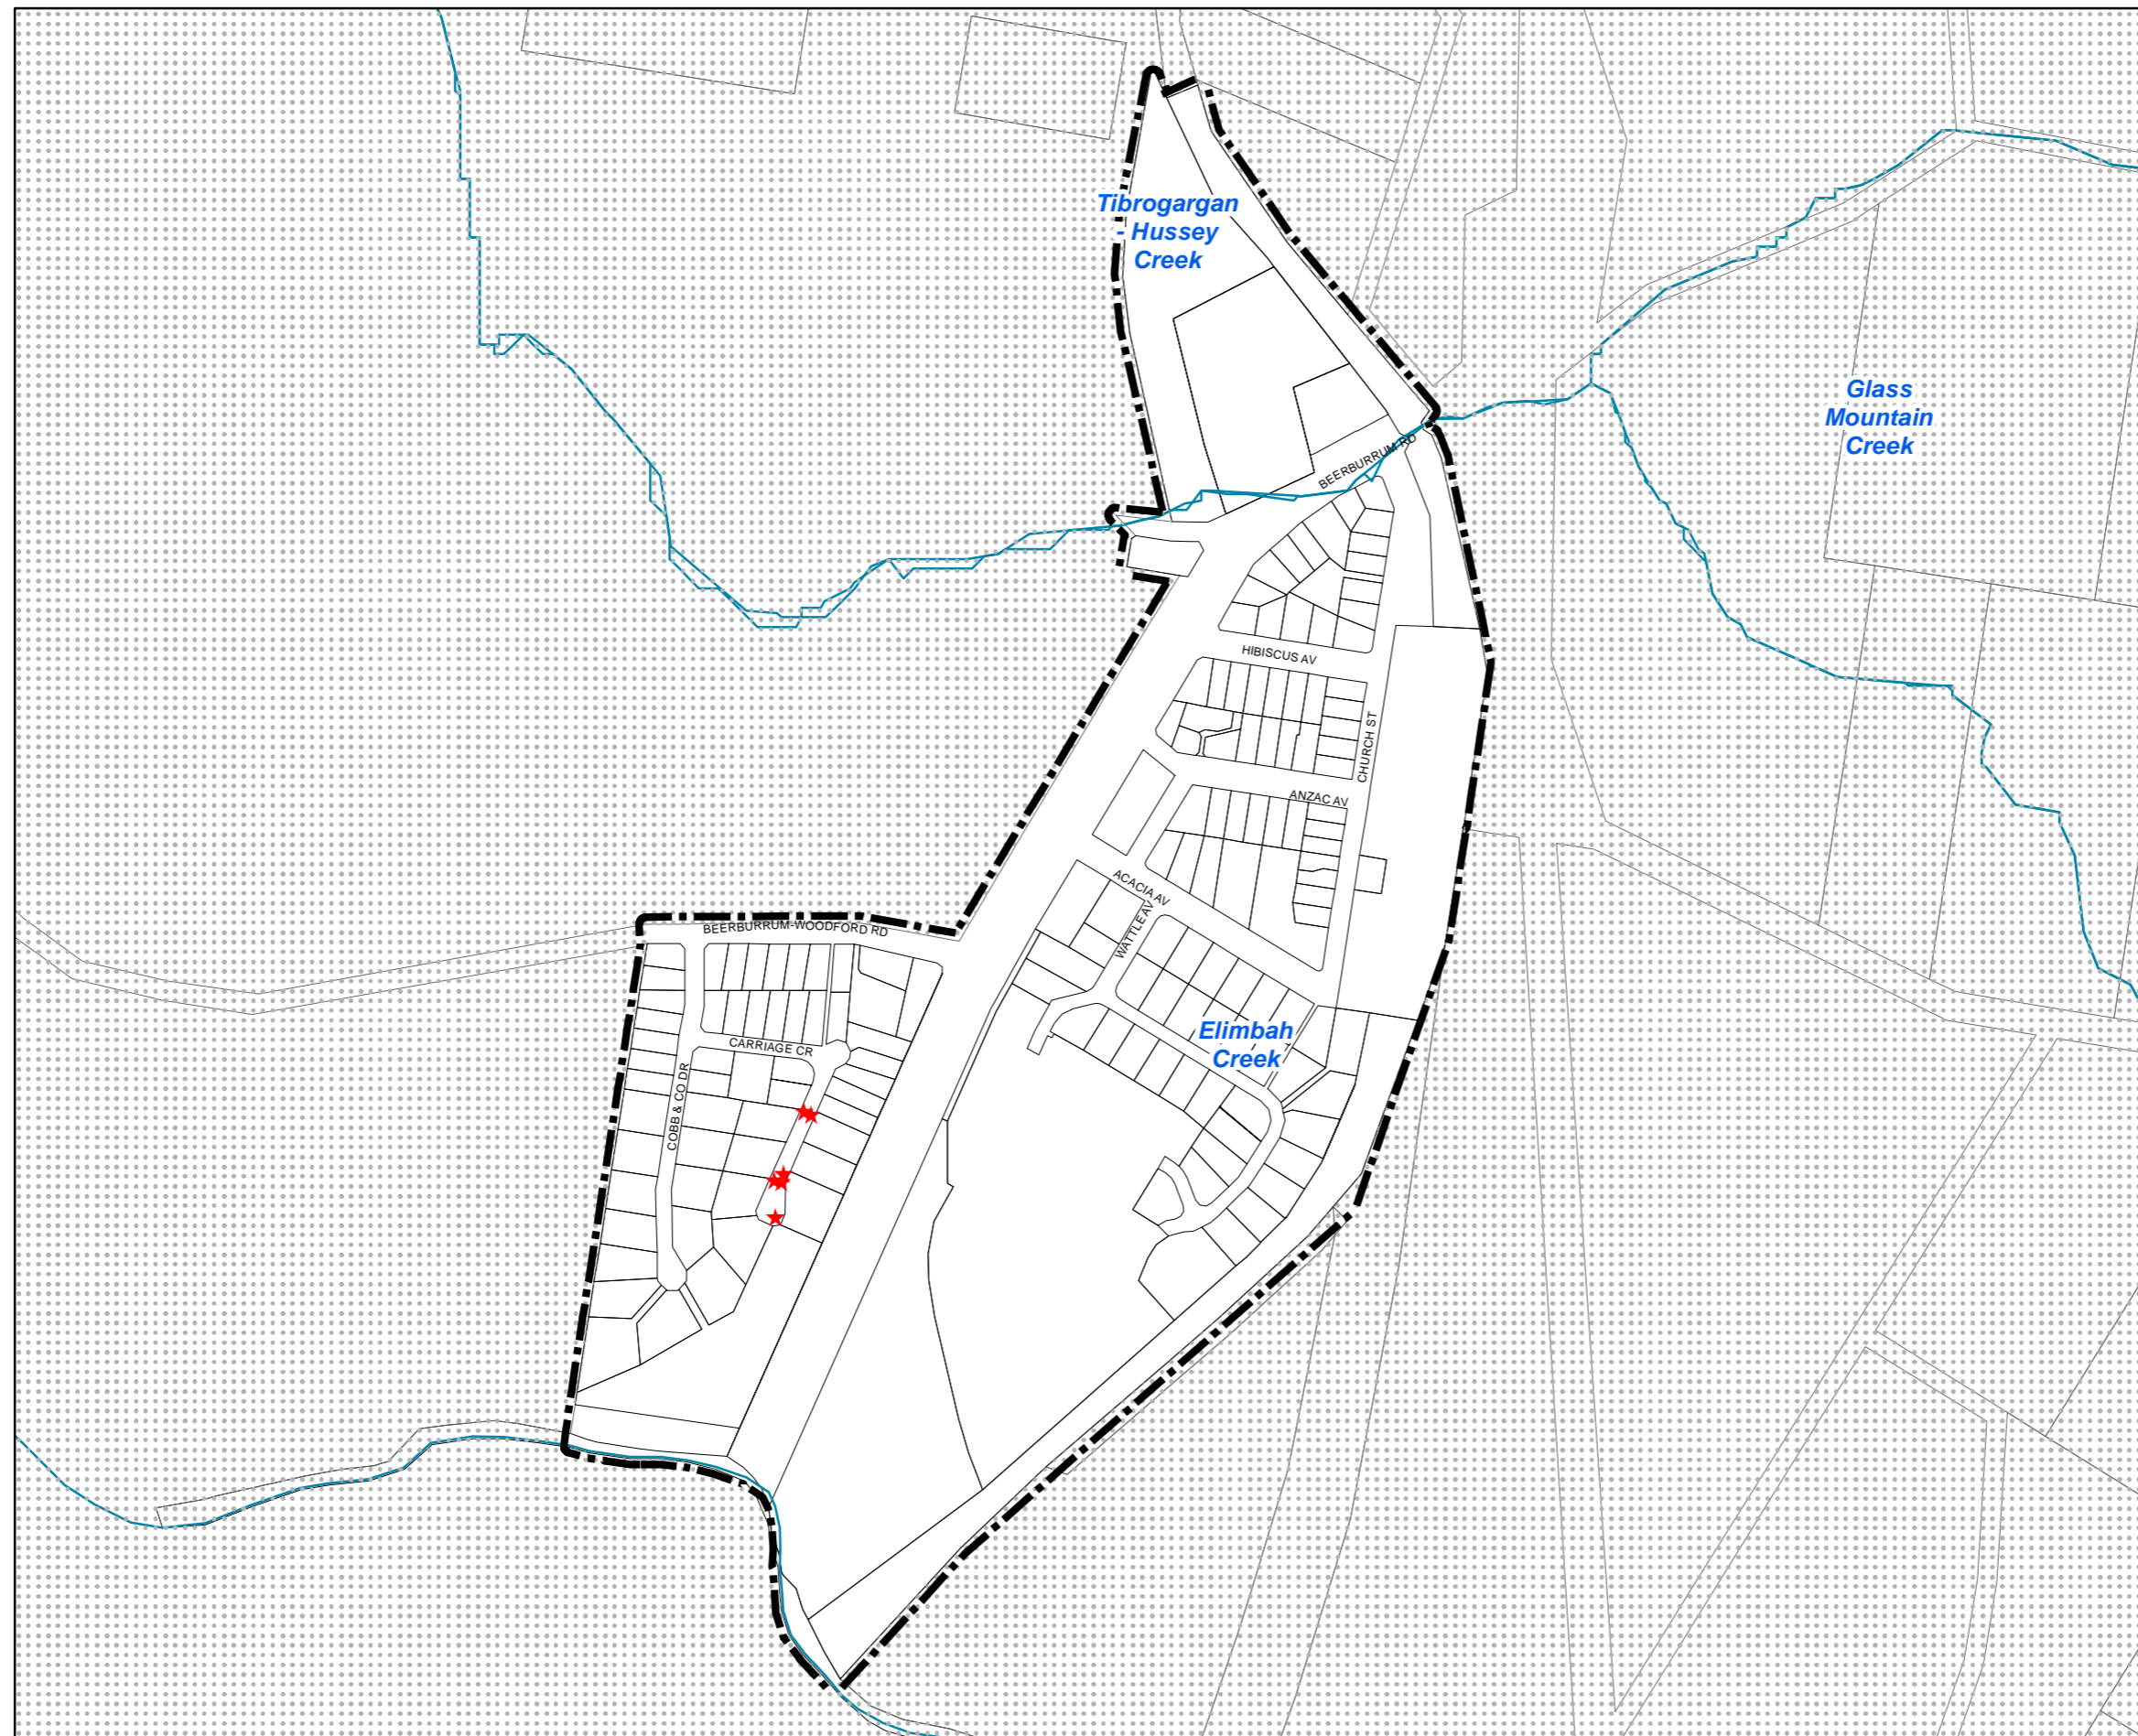 Tibrogargan
- Hussey
Creek
Glass
Mountain
Creek
BEERBURRUM RD
HIBISCUS AV
CHURCH ST
ANZAC AV
ACACIA AV
WATTLE AV
BEERBURRUM-WOODFORD RD
Elimbah
Creek
CARRIAGE CR
COBB & CO DR